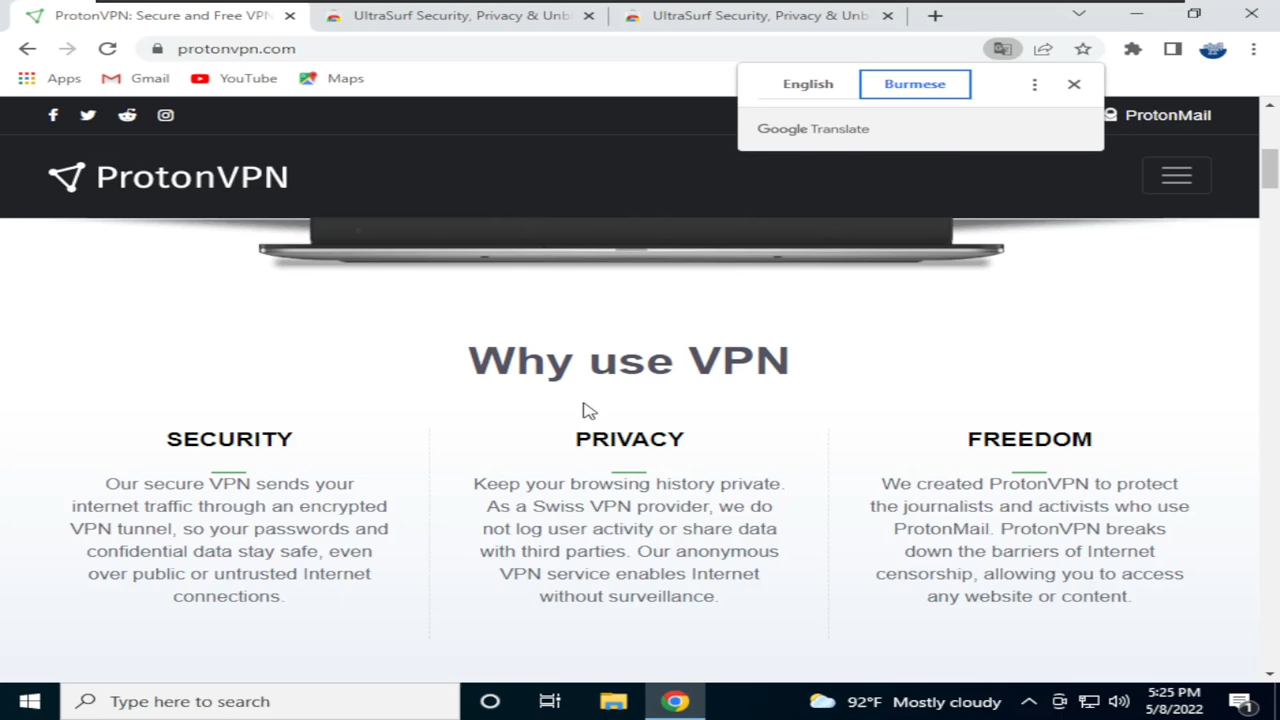 ProtonVPN: Secure and Free VPN
UltraSurf Security, Privacy & Unb
UltraSurf Security, Privacy & Unb
protonvpn.com
Apps
Gmail
YouTube
Maps
English
Burmese
Google Translate
ProtonMail
ProtonVPN
Why use VPN
SECURITY
Our secure VPN sends your
internet traffic through an encrypted
VPN tunnel, so your passwords and
confidential data stay safe, even
over public or untrusted Internet
connections.
PRIVACY
Keep your browsing history private.
As a Swiss VPN provider, we do
not log user activity or share data
with third parties. Our anonymous
VPN service enables Internet
without surveillance.
FREEDOM
We created ProtonVPN to protect
the journalists and activists who use
ProtonMail. ProtonVPN breaks
down the barriers of Internet
censorship, allowing you to access
any website or content.
Type here to search
92°F Mostly cloudy
5:25 PM
5/8/2022
1